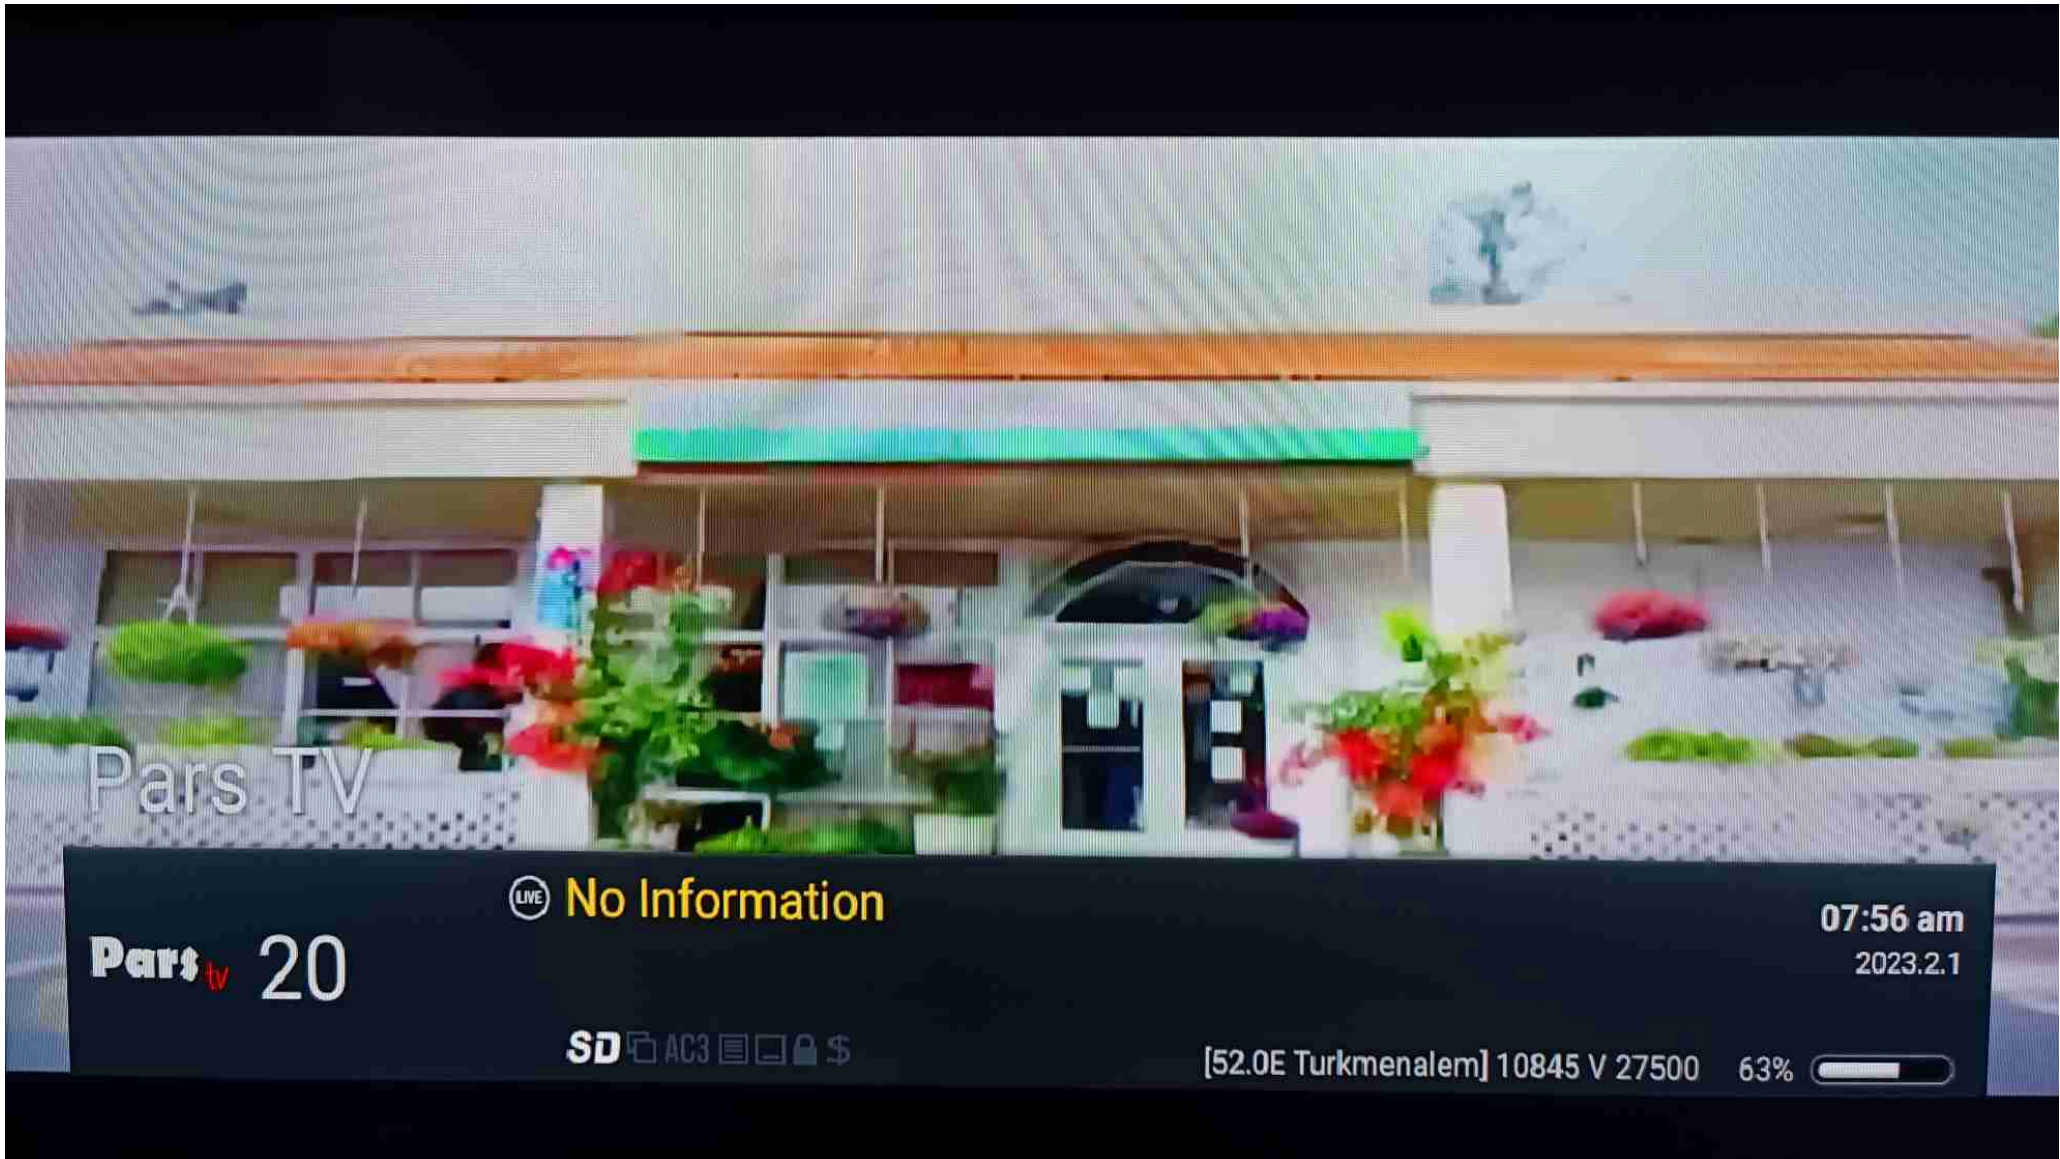 Pars TV
LIVE No Information
07:56 am
Pars tv 20
2023.2.1
SD AC3 $
[52.0E Turkmenalem] 10845 V 27500 63%